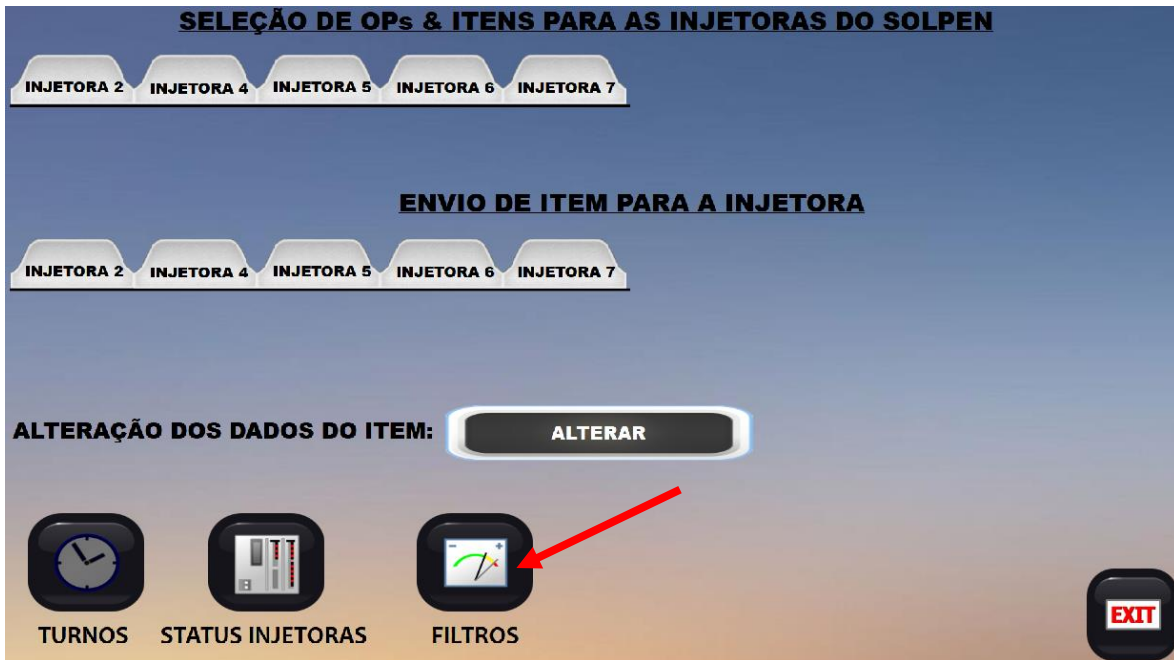 SELEÇÃO DE OPs & ITENS PARA AS INJETORAS DO SOLPEN
INJETORA 2 INJETORA 4 INJETORA 5 INJETORA 6 INJETORA 7
ENVIO DE ITEM PARA A INJETORA
INJETORA 2 INJETORA 4 INJETORA 5 INJETORA 6 INJETORA 7
ALTERAÇÃO DOS DADOS DO ITEM: ALTERAR
EXIT
TURNOS STATUS INJETORAS FILTROS